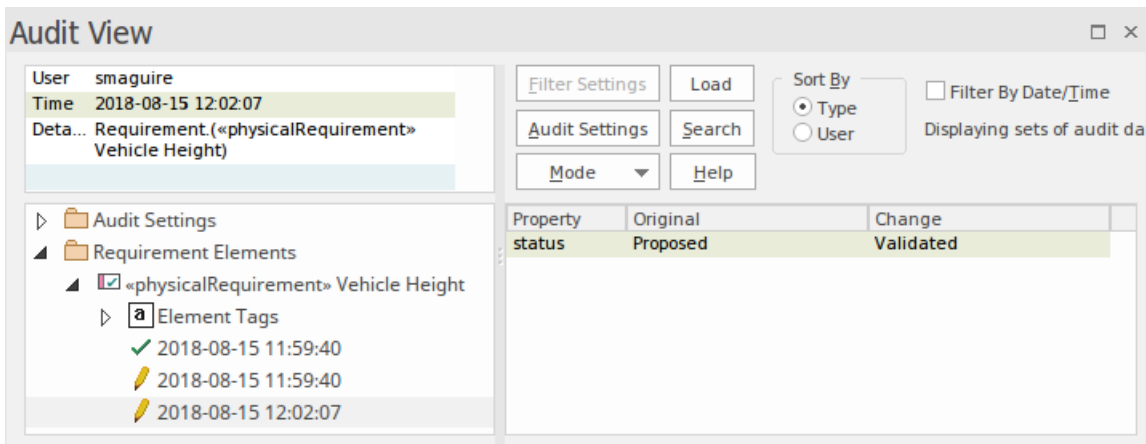 Audit View
User smaguire
Time 2018-08-15 12:02:07
Deta... Requirement.(«physicalRequirement»
Vehicle Height)
Filter Settings Load
Audit Settings Search
Mode Help
Sort By
Type
User
Filter By Date/Time
Displaying sets of audit da
Audit Settings
Requirement Elements
«physicalRequirement» Vehicle Height
a Element Tags
2018-08-15 11:59:40
2018-08-15 11:59:40
2018-08-15 12:02:07
Property Original Change
status Proposed Validated